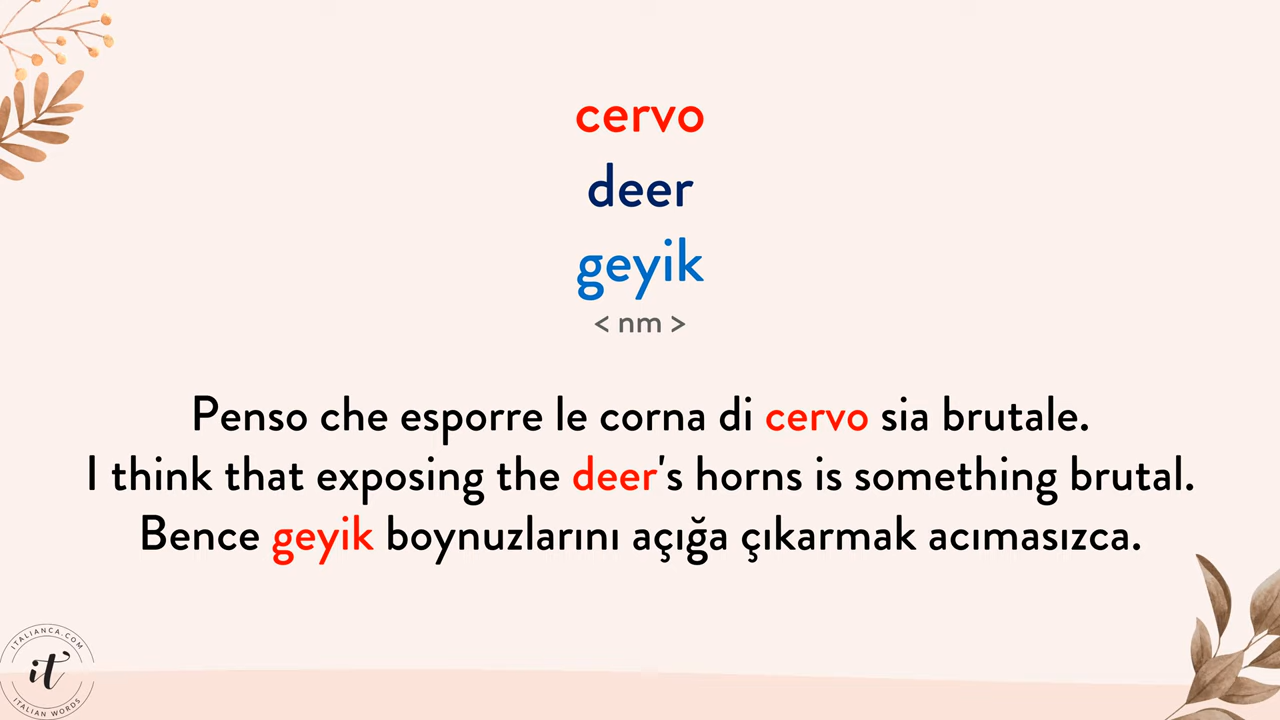 cervo
deer
geyik
< nm >
Penso che esporre le corna di cervo sia brutale.
I think that exposing the deer's horns is something brutal.
Bence geyik boynuzlarını açığa çıkarmak acımasızca.
ITALIANCA.COM
it
ITALIAN WORDS